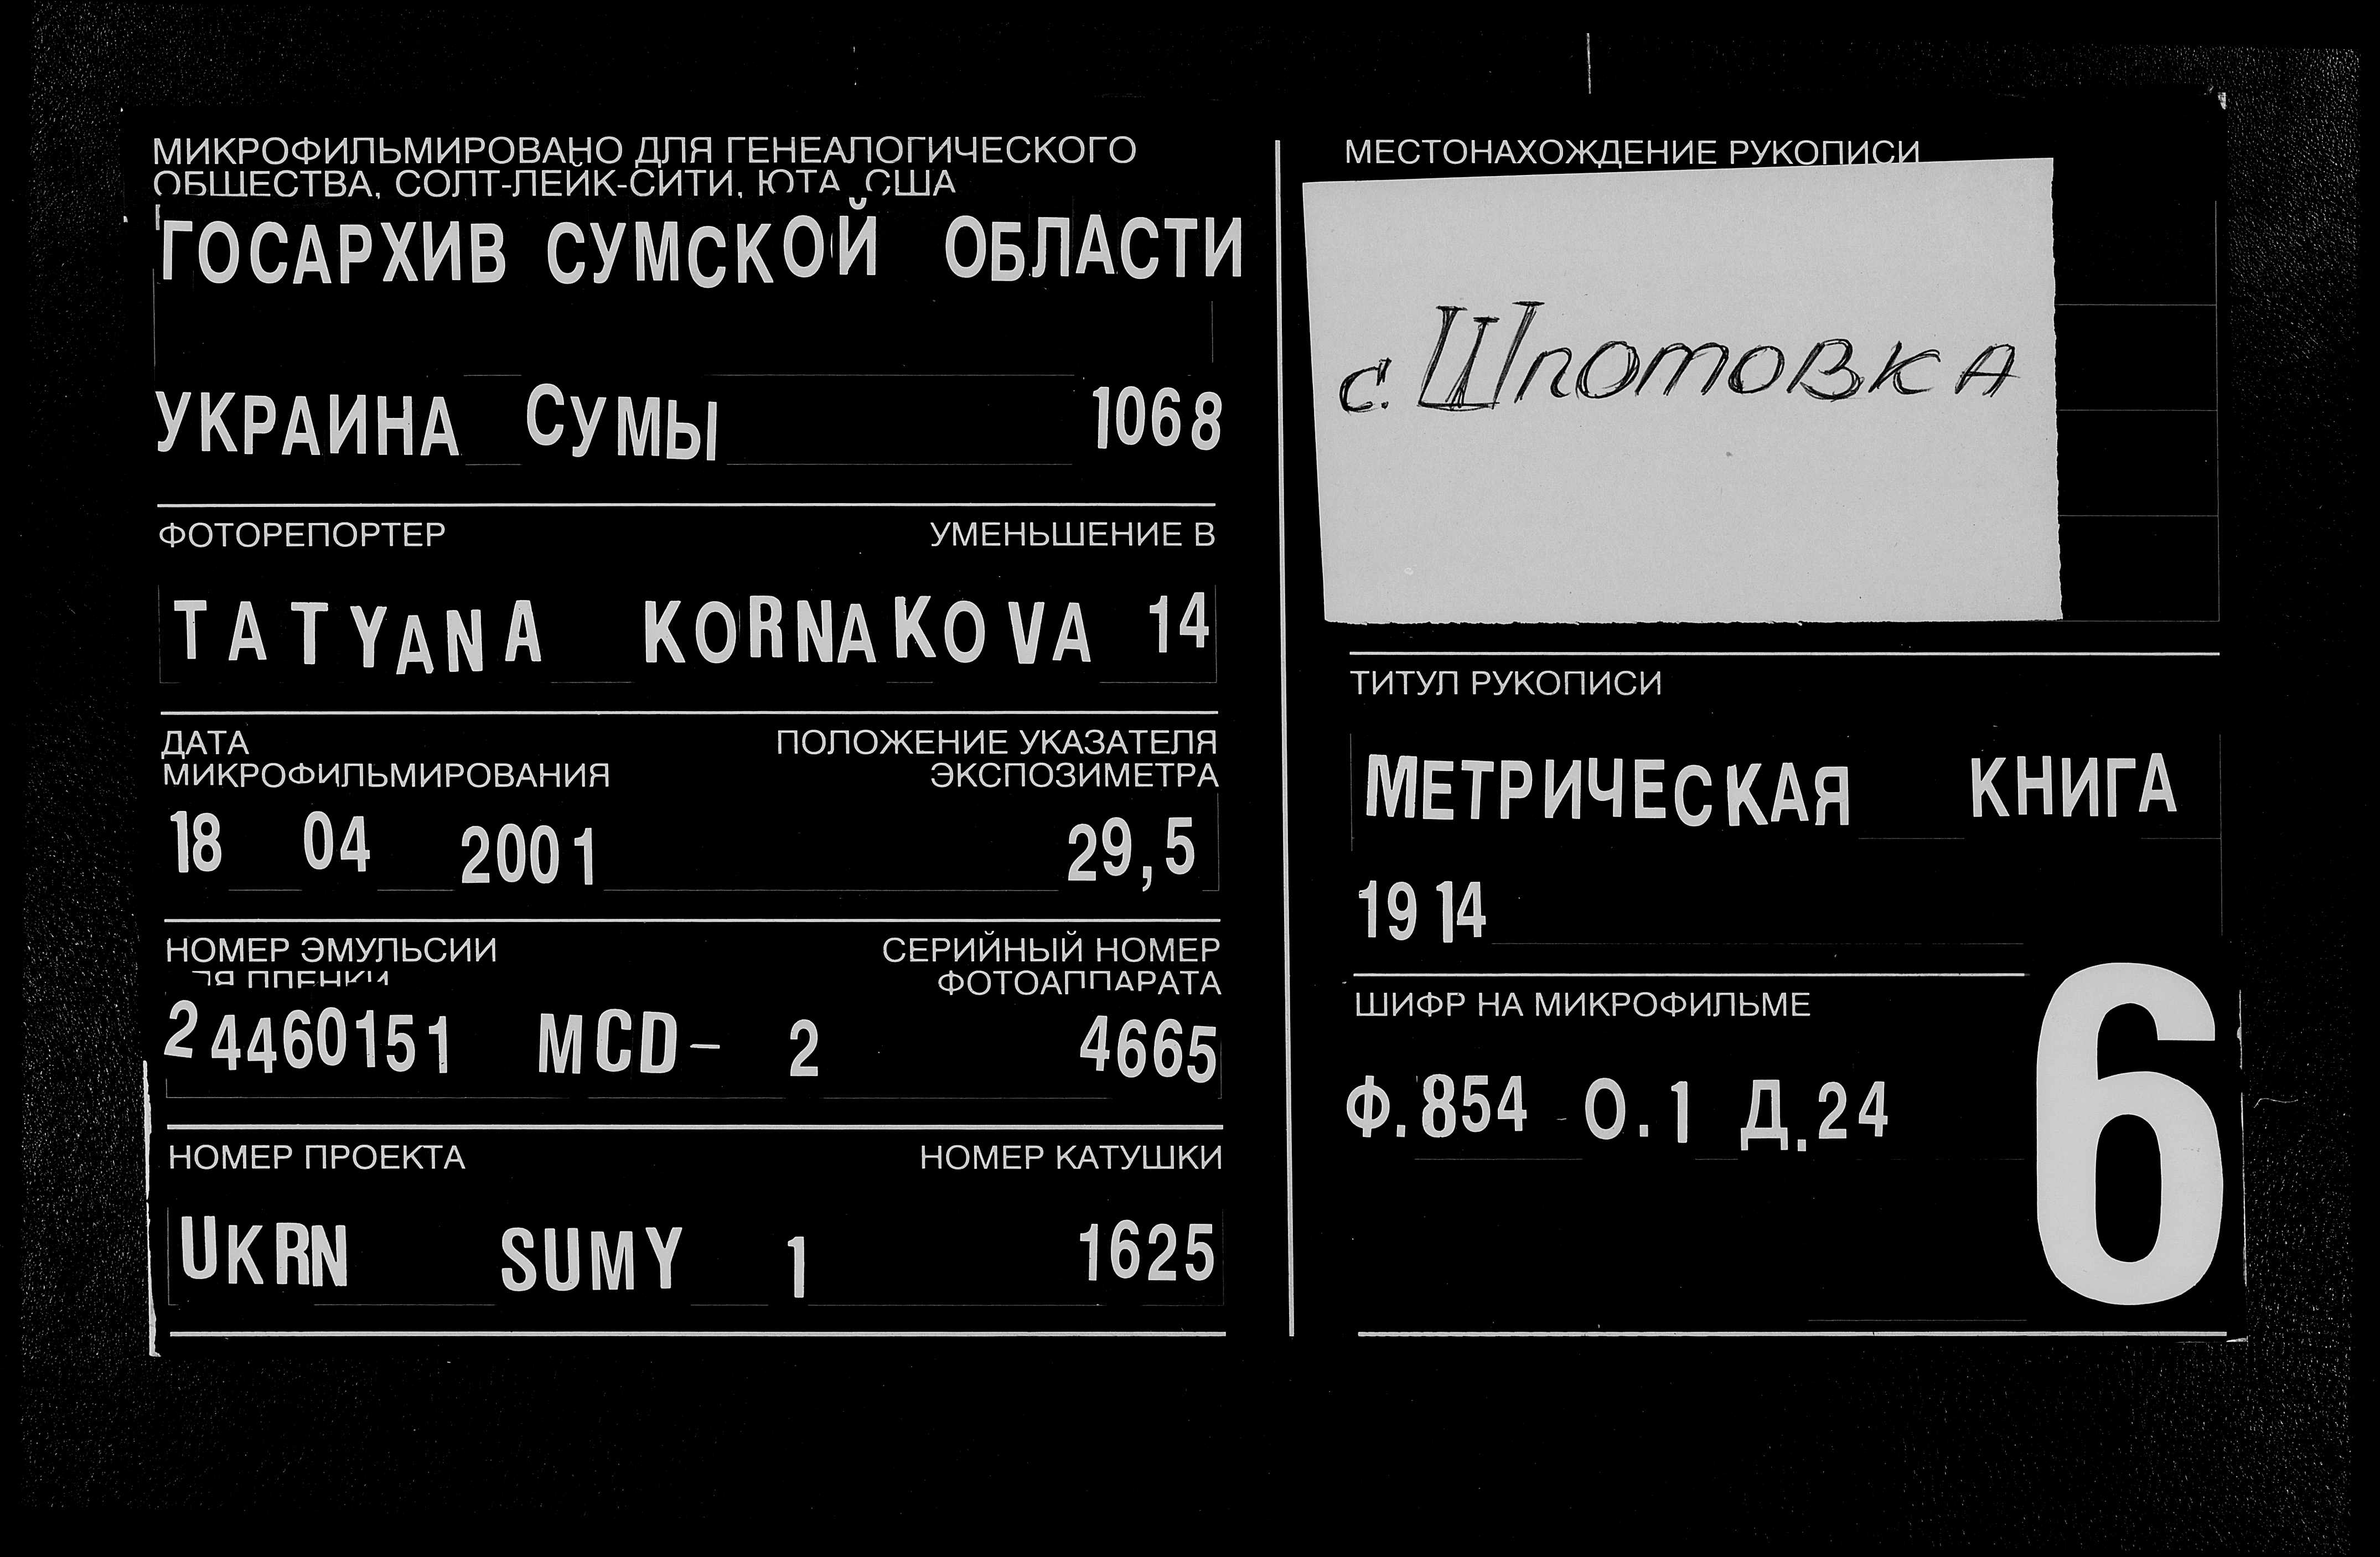 МИКРОФИЛЬМИРОВАНО ДЛЯ ГЕНЕАЛОГИЧЕСКОГО
ОБЩЕСТВА, СОЛТ-ЛЕЙК-СИТИ, ЮТА, США
ГОСАРХИВ СУМСКОЙ ОБЛАСТИ
УКРАИНА СУМЫ 1068
ФОТОРЕПОРТЕР УМЕНЬШЕНИЕ В
TATYANA KORNAKOVA 14
ДАТА ПОЛОЖЕНИЕ УКАЗАТЕЛЯ
МИКРОФИЛЬМИРОВАНИЯ ЭКСПОЗИМЕТРА
18 04 2001 29,5
НОМЕР ЭМУЛЬСИИ СЕРИЙНЫЙ НОМЕР
ДЛЯ ПЛЕНКИ ФОТОАППАРАТА
24460151 MCD- 2 4665
НОМЕР ПРОЕКТА НОМЕР КАТУШКИ
UKRN SUMY 1 1625
МЕСТОНАХОЖДЕНИЕ РУКОПИСИ
с. Шпотовка
ТИТУЛ РУКОПИСИ
МЕТРИЧЕСКАЯ КНИГА
1914
ШИФР НА МИКРОФИЛЬМЕ
Ф.854 О.1 Д.24
6